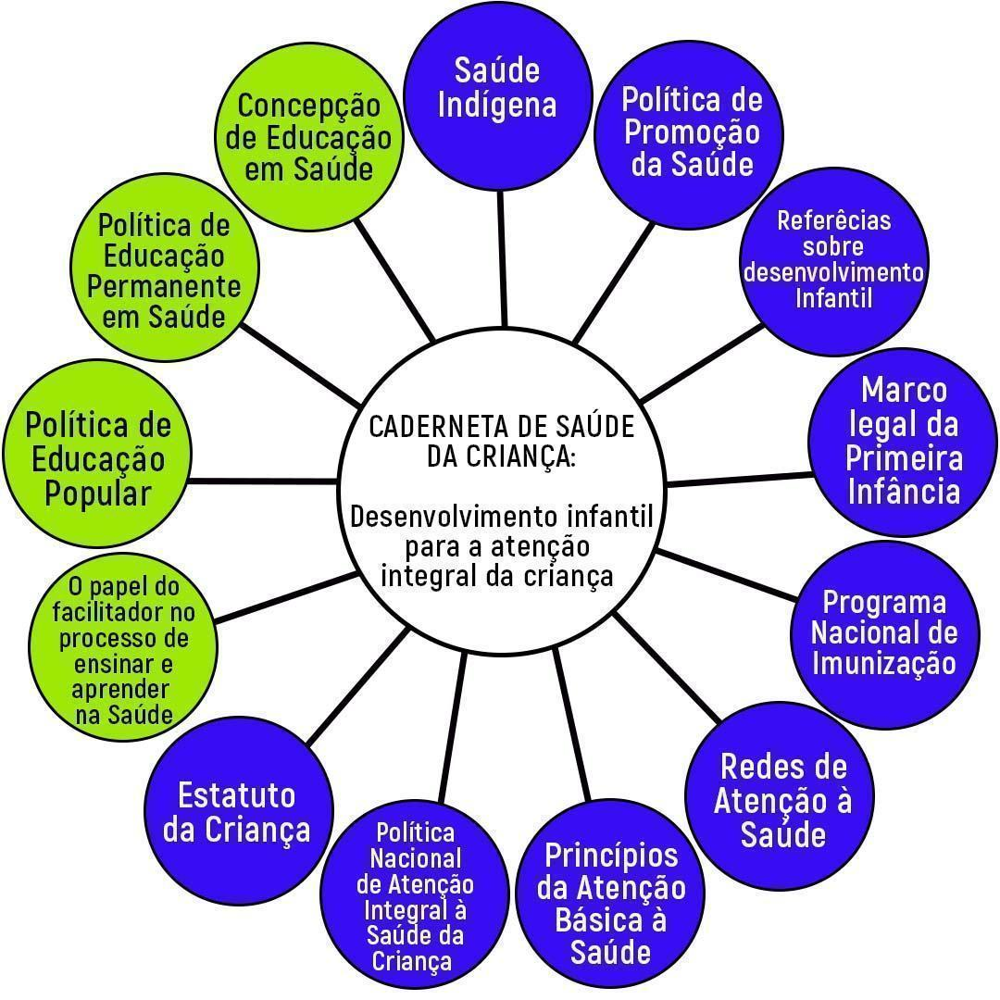 Saúde
Indígena
Política de
Promoção
da Saúde
Referêcias
sobre
desenvolvimento
Infantil
Marco
legal da
Primeira
Infância
Programa
Nacional de
Imunização
Redes de
Atenção à
Saúde
Princípios
da Atenção
Básica à
Saúde
Política
Nacional
de Atenção
Integral à
Saúde da
Criança
Estatuto
da Criança
O papel do
facilitador no
processo de
ensinar e
aprender
na Saúde
Política de
Educação
Popular
Política de
Educação
Permanente
em Saúde
Concepção
de Educação
em Saúde
CADERNETA DE SAÚDE
DA CRIANÇA:
Desenvolvimento infantil
para a atenção
integral da criança